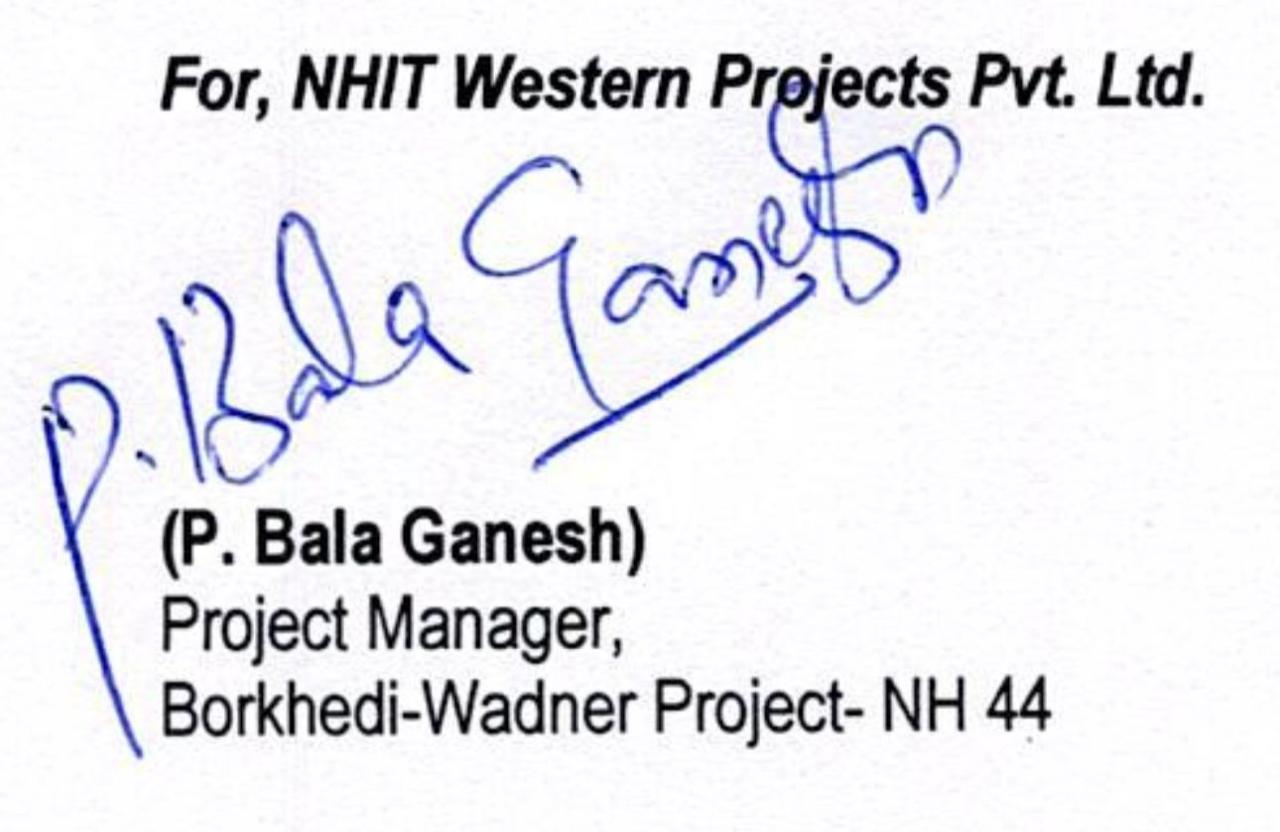 For, NHIT Western Projects Pvt. Ltd.
P. Bala Ganesh
(P. Bala Ganesh)
Project Manager,
Borkhedi-Wadner Project- NH 44